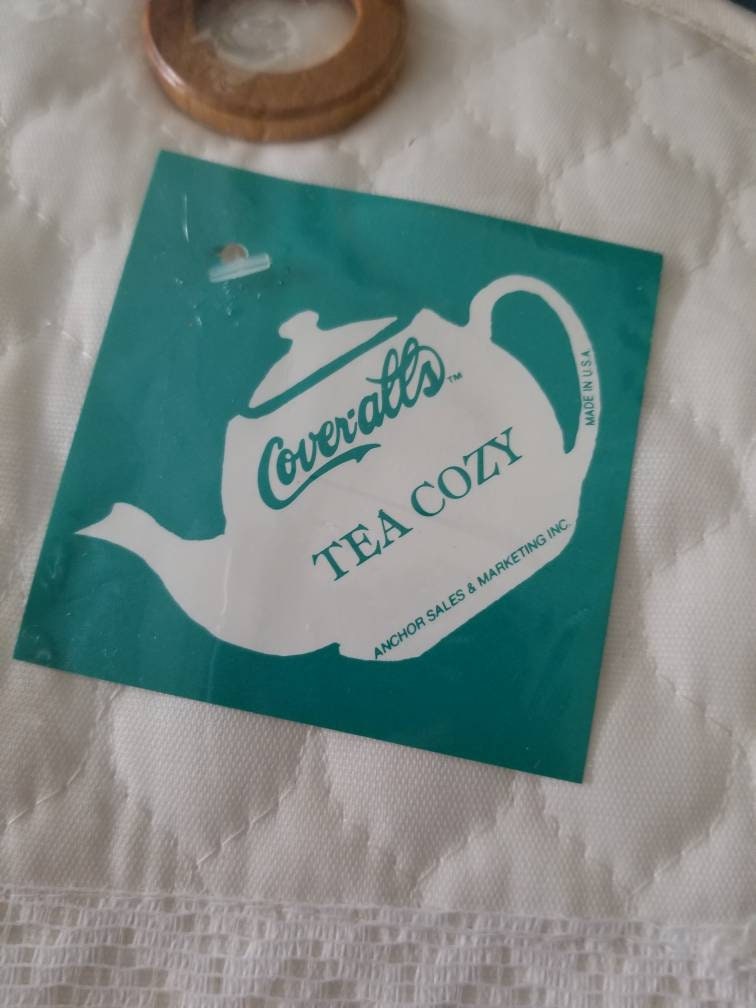 Cover-alls™
TEA COZY
ANCHOR SALES & MARKETING INC.
MADE IN U.S.A.